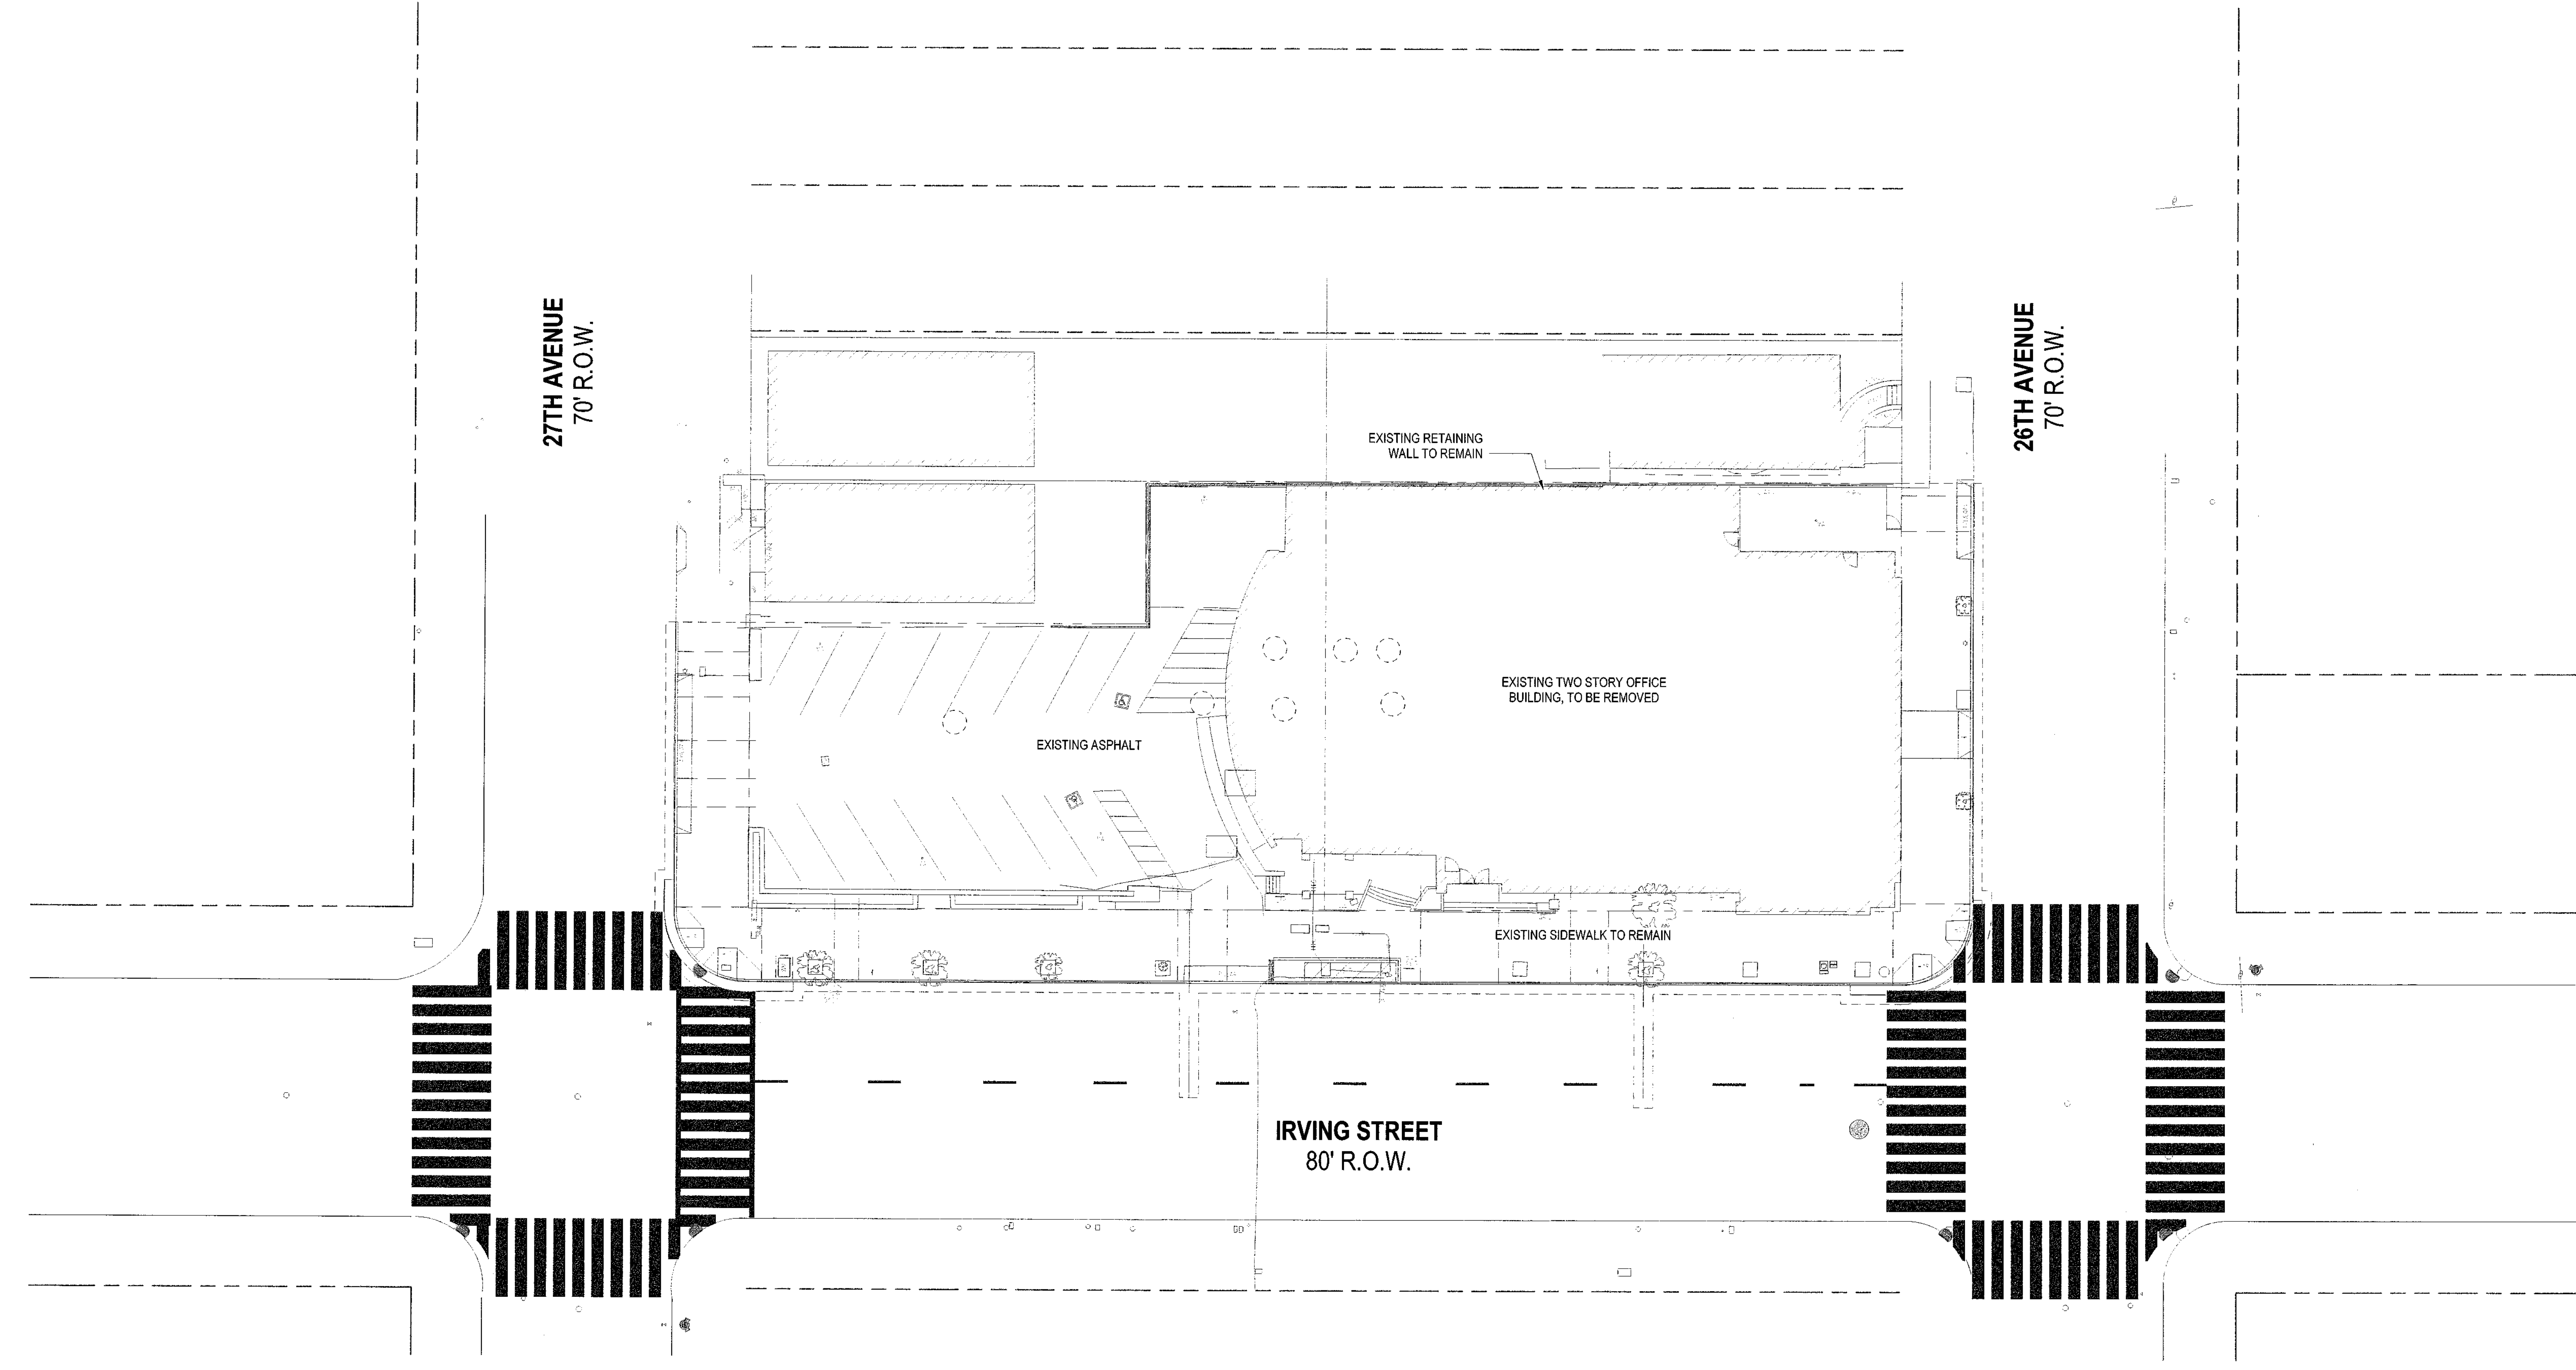 27TH AVENUE
70' R.O.W.
26TH AVENUE
70' R.O.W.
EXISTING RETAINING
WALL TO REMAIN
EXISTING TWO STORY OFFICE
BUILDING, TO BE REMOVED
EXISTING ASPHALT
EXISTING SIDEWALK TO REMAIN
IRVING STREET
80' R.O.W.